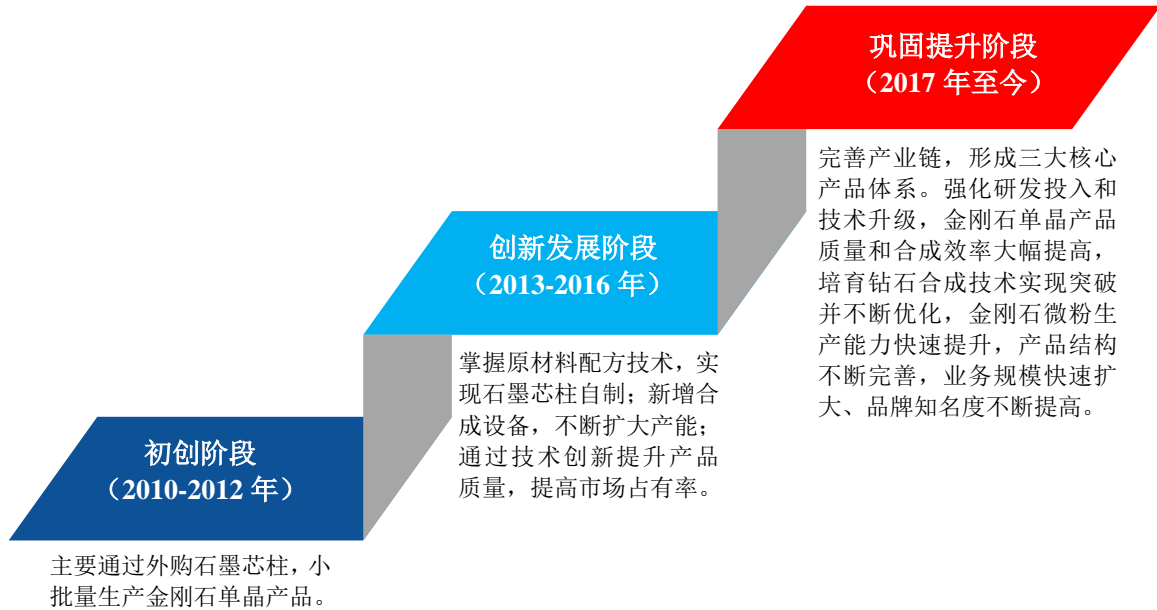 巩固提升阶段
（2017 年至今）
完善产业链，形成三大核心
产品体系。强化研发投入和
技术升级，金刚石单晶产品
质量和合成效率大幅提高，
培育钻石合成技术实现突破
并不断优化，金刚石微粉生
产能力快速提升，产品结构
不断完善，业务规模快速扩
大、品牌知名度不断提高。
创新发展阶段
（2013-2016 年）
掌握原材料配方技术，实
现石墨芯柱自制；新增合
成设备，不断扩大产能；
通过技术创新提升产品
质量，提高市场占有率。
初创阶段
（2010-2012 年）
主要通过外购石墨芯柱，小
批量生产金刚石单晶产品。